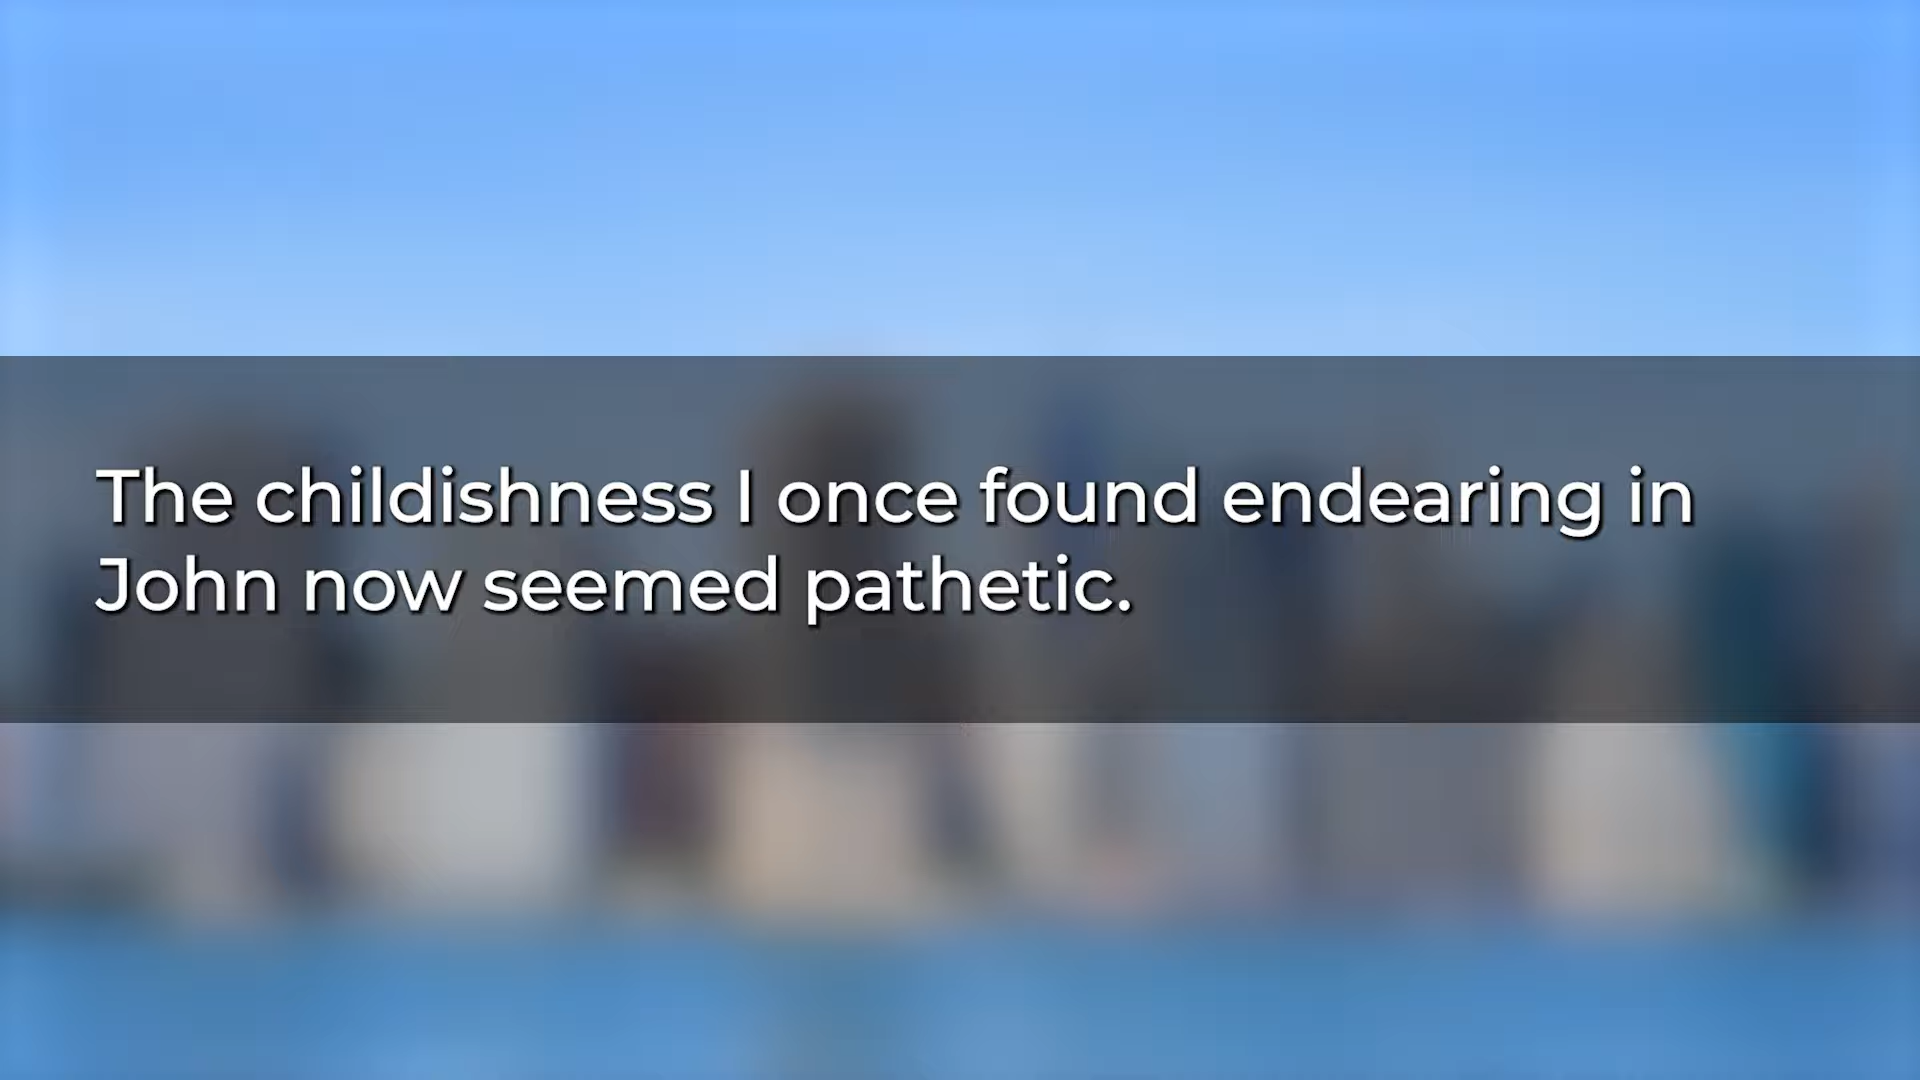 The childishness I once found endearing in
John now seemed pathetic.